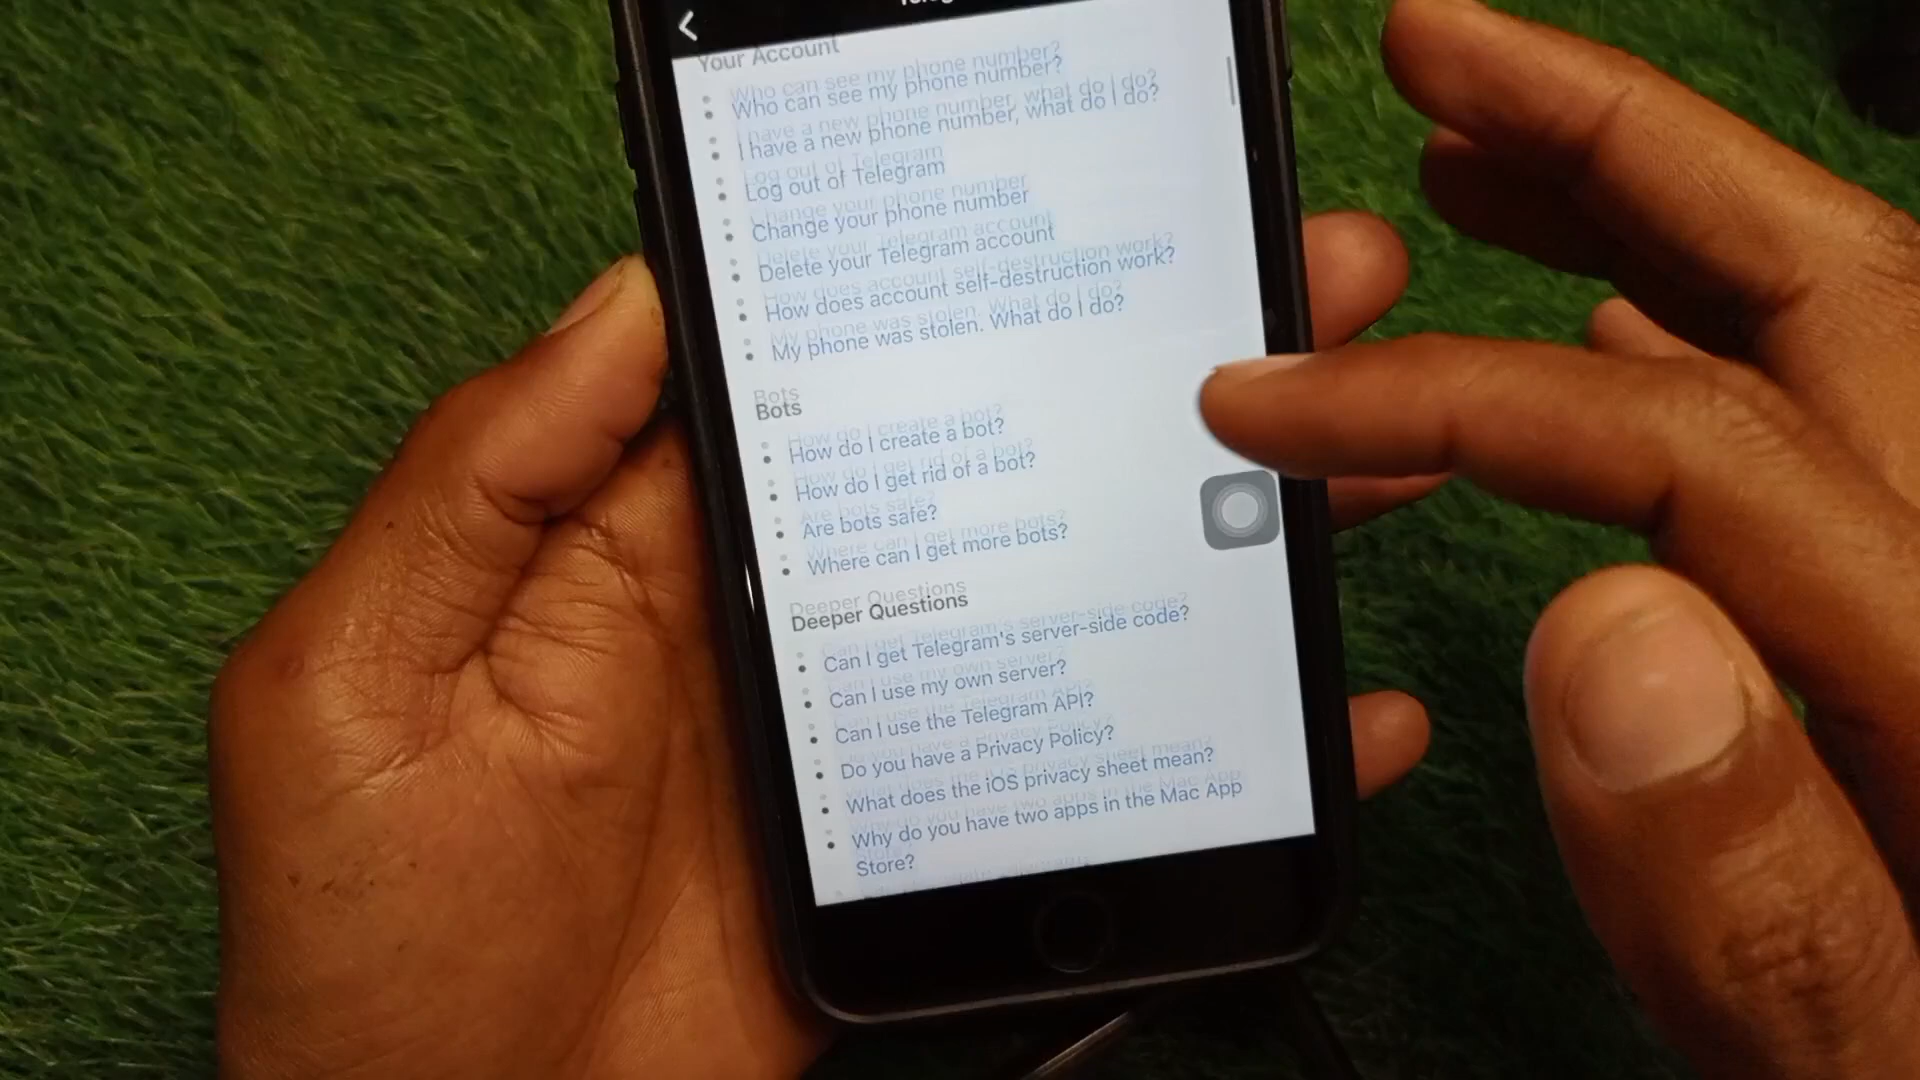 Your Account
Who can see my phone number?
I have a new phone number, what do I do?
Log out of Telegram
Change your phone number
Delete your Telegram account
How does account self-destruction work?
My phone was stolen. What do I do?
Bots
How do I create a bot?
How do I get rid of a bot?
Are bots safe?
Where can I get more bots?
Deeper Questions
Can I get Telegram's server-side code?
Can I use my own server?
Can I use the Telegram API?
Do you have a Privacy Policy?
What does the iOS privacy sheet mean?
Why do you have two apps in the Mac App
Store?